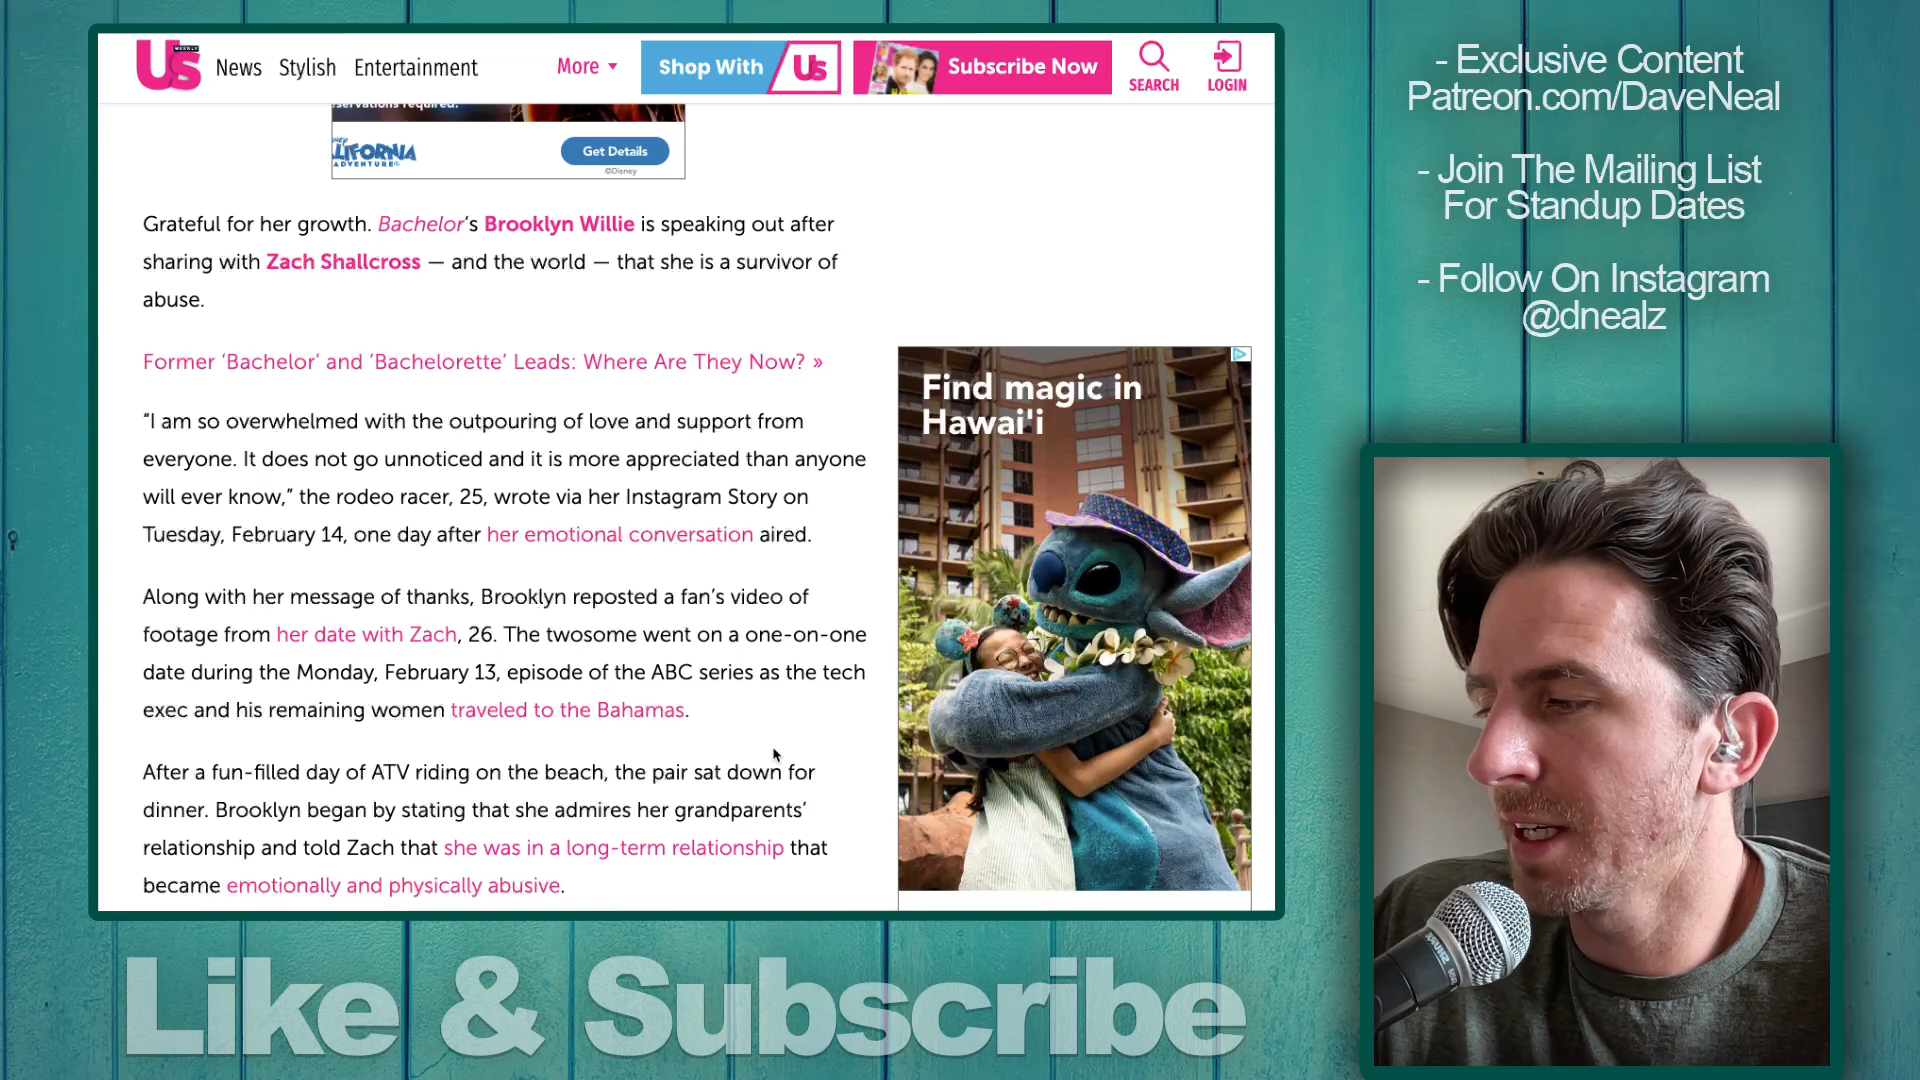 Us
WEEKLY
News
Stylish
Entertainment
More
Shop With
Us
Subscribe Now
SEARCH
LOGIN
- Exclusive Content
Patreon.com/DaveNeal
- Join The Mailing List
For Standup Dates
- Follow On Instagram
@dnealz
servations required.
LIFORNIA
ADVENTURE
Get Details
©Disney
Grateful for her growth. Bachelor's Brooklyn Willie is speaking out after
sharing with Zach Shallcross — and the world — that she is a survivor of
abuse.
Former 'Bachelor' and 'Bachelorette' Leads: Where Are They Now? »
“I am so overwhelmed with the outpouring of love and support from
everyone. It does not go unnoticed and it is more appreciated than anyone
will ever know,” the rodeo racer, 25, wrote via her Instagram Story on
Tuesday, February 14, one day after her emotional conversation aired.
Along with her message of thanks, Brooklyn reposted a fan’s video of
footage from her date with Zach, 26. The twosome went on a one-on-one
date during the Monday, February 13, episode of the ABC series as the tech
exec and his remaining women traveled to the Bahamas.
After a fun-filled day of ATV riding on the beach, the pair sat down for
dinner. Brooklyn began by stating that she admires her grandparents’
relationship and told Zach that she was in a long-term relationship that
became emotionally and physically abusive.
Find magic in
Hawai'i
SHURE
Like & Subscribe